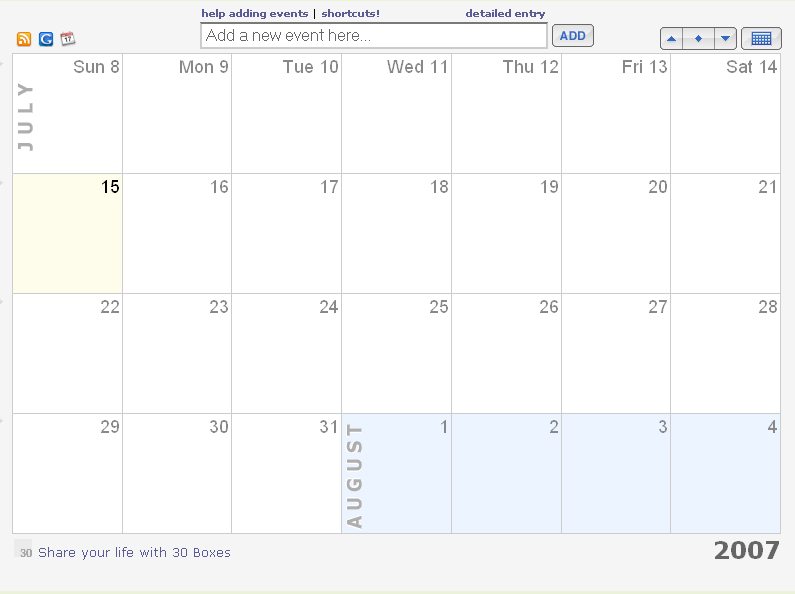 help adding events | shortcuts! detailed entry
Add a new event here... ADD
17
Sun 8 Mon 9 Tue 10 Wed 11 Thu 12 Fri 13 Sat 14
JULY
15 16 17 18 19 20 21
22 23 24 25 26 27 28
29 30 31 1 2 3 4
AUGUST
30 Share your life with 30 Boxes 2007